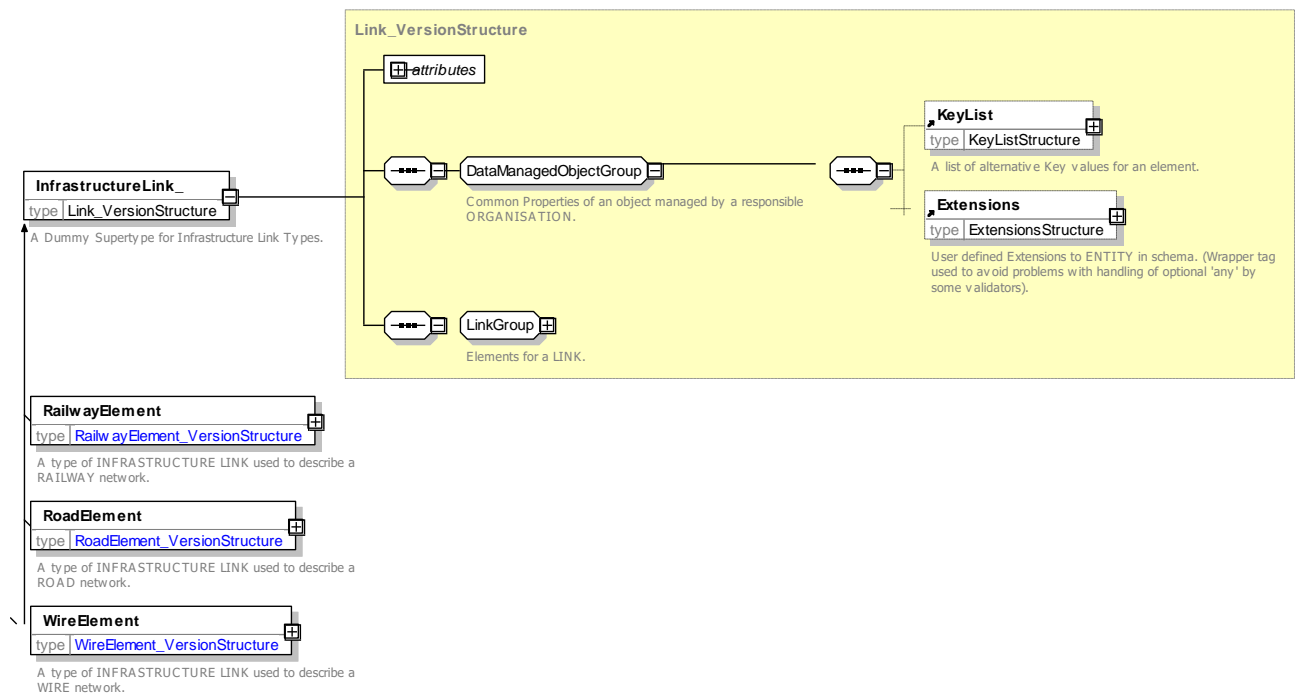 Link_VersionStructure
attributes
KeyList
type KeyListStructure
A list of alternative Key values for an element.
DataManagedObjectGroup
Common Properties of an object managed by a responsible
ORGANISATION.
InfrastructureLink_
type Link_VersionStructure
A Dummy Supertype for Infrastructure Link Types.
Extensions
type ExtensionsStructure
User defined Extensions to ENTITY in schema. (Wrapper tag
used to avoid problems with handling of optional 'any' by
some validators).
LinkGroup
Elements for a LINK.
RailwayElement
type RailwayElement_VersionStructure
A type of INFRASTRUCTURE LINK used to describe a
RAILWAY network.
RoadElement
type RoadElement_VersionStructure
A type of INFRASTRUCTURE LINK used to describe a
ROAD network.
WireElement
type WireElement_VersionStructure
A type of INFRASTRUCTURE LINK used to describe a
WIRE network.